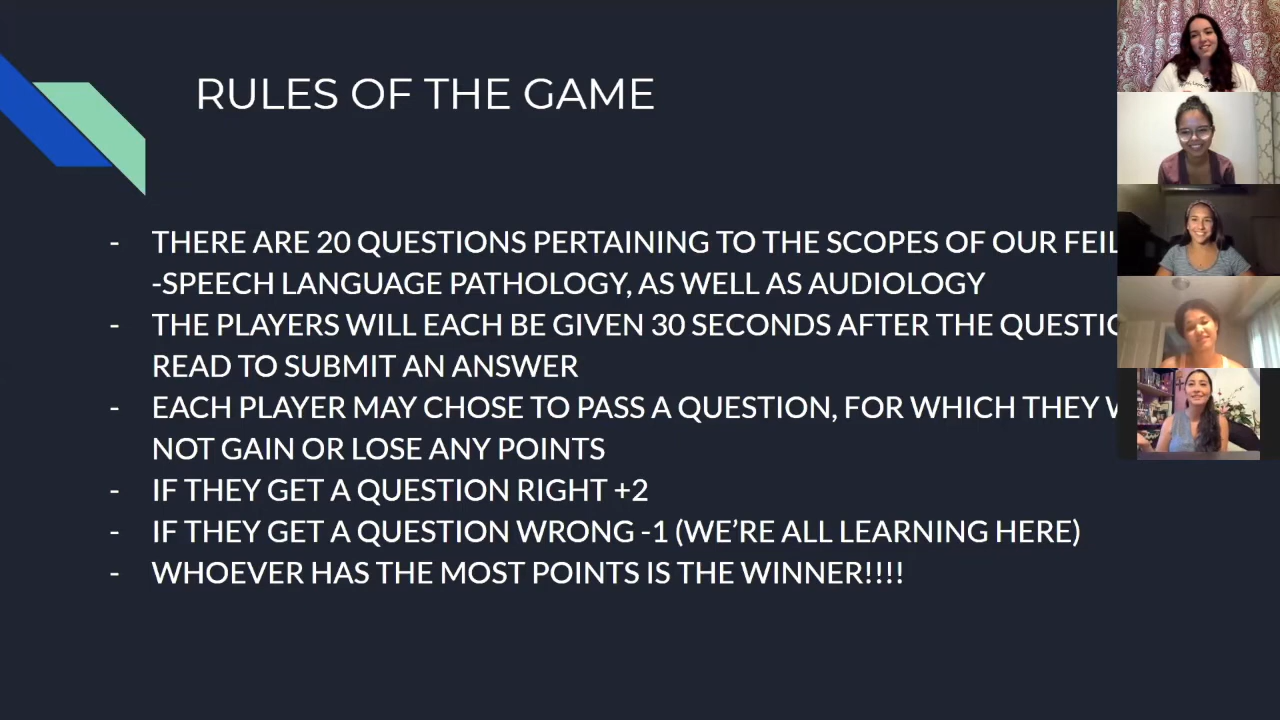 RULES OF THE GAME
- THERE ARE 20 QUESTIONS PERTAINING TO THE SCOPES OF OUR
-SPEECH LANGUAGE PATHOLOGY, AS WELL AS AUDIOLOGY
- THE PLAYERS WILL EACH BE GIVEN 30 SECONDS AFTER THE
READ TO SUBMIT AN ANSWER
- EACH PLAYER MAY CHOSE TO PASS A QUESTION, FOR WHICH THEY
NOT GAIN OR LOSE ANY POINTS
- IF THEY GET A QUESTION RIGHT +2
- IF THEY GET A QUESTION WRONG -1 (WE’RE ALL LEARNING HERE)
- WHOEVER HAS THE MOST POINTS IS THE WINNER!!!!